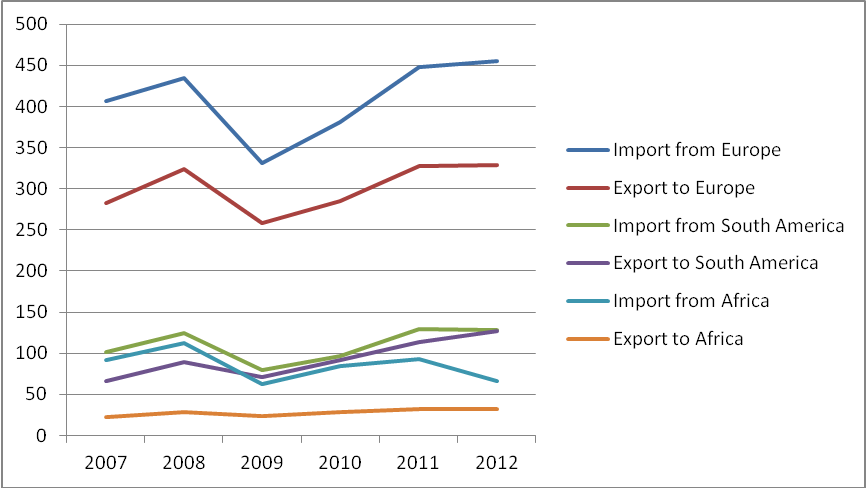 500
450
400
350
300
250
200
150
100
50
0
2007 2008 2009 2010 2011 2012
Import from Europe
Export to Europe
Import from South America
Export to South America
Import from Africa
Export to Africa